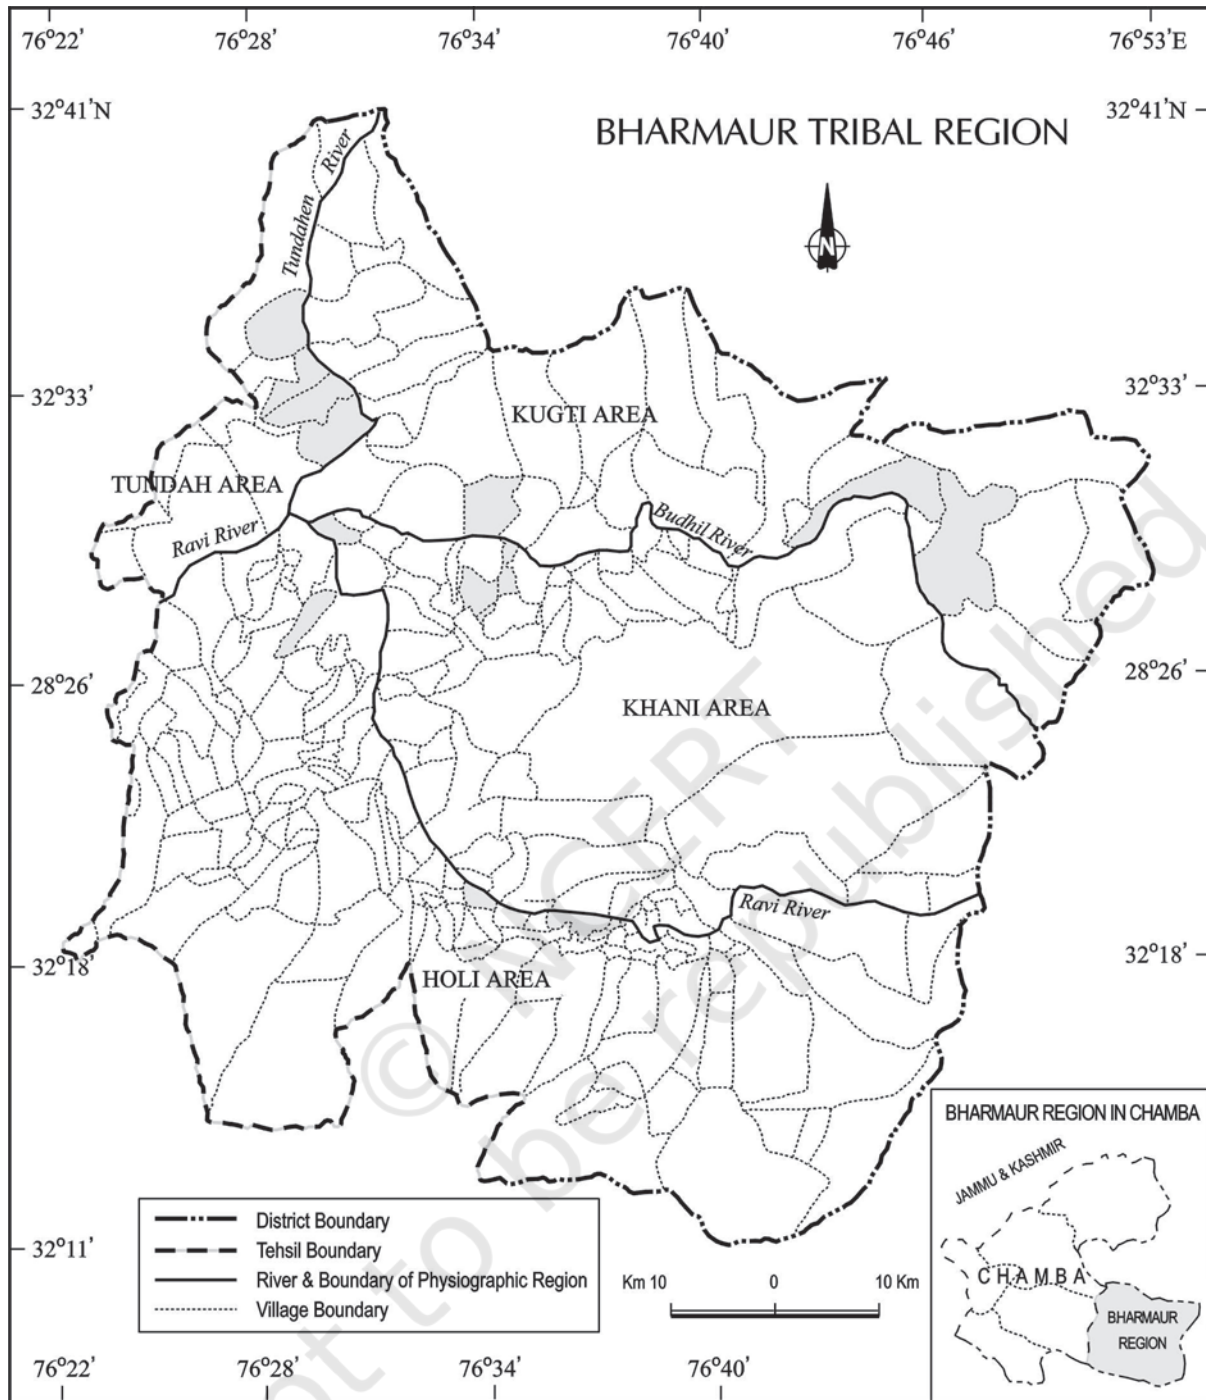 76°22' 76°28' 76°34' 76°40' 76°46' 76°53'E
32°41'N 32°41'N
BHARMAUR TRIBAL REGION
River
Tundahen
N
32°33' 32°33'
KUGTI AREA
TUNDAH AREA
Ravi River
Budhil River
28°26' 28°26'
KHANI AREA
Ravi River
32°18' 32°18'
HOLI AREA
© NCERT
not to be republished
BHARMAUR REGION IN CHAMBA
JAMMU & KASHMIR
CHAMBA
BHARMAUR
REGION
District Boundary
Tehsil Boundary
River & Boundary of Physiographic Region
Village Boundary
32°11'
Km 10 0 10 Km
76°22' 76°28' 76°34' 76°40'